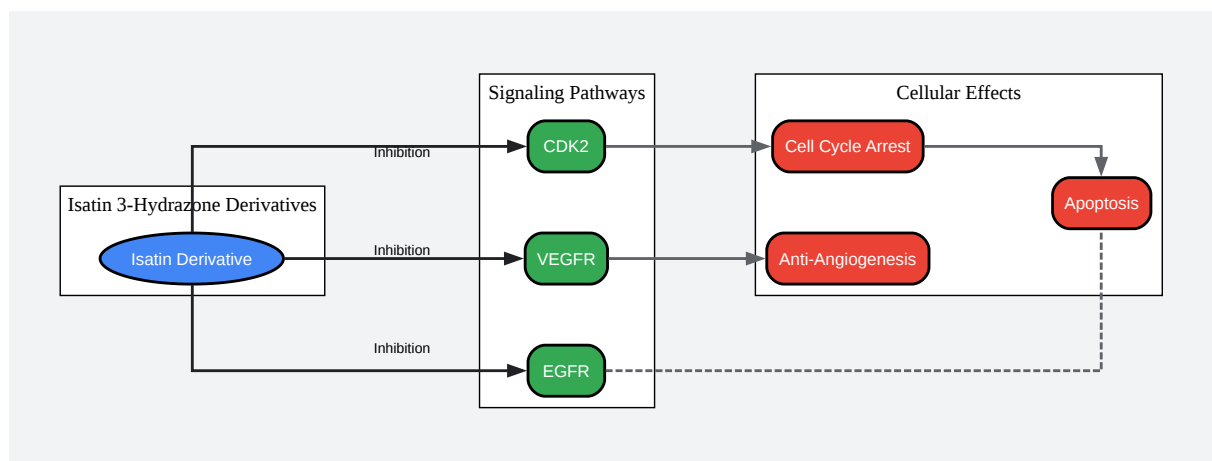 Signaling Pathways
Cellular Effects
Inhibition
CDK2
Cell Cycle Arrest
Isatin 3-Hydrazone Derivatives
Apoptosis
Isatin Derivative
Inhibition
VEGFR
Anti-Angiogenesis
Inhibition
EGFR